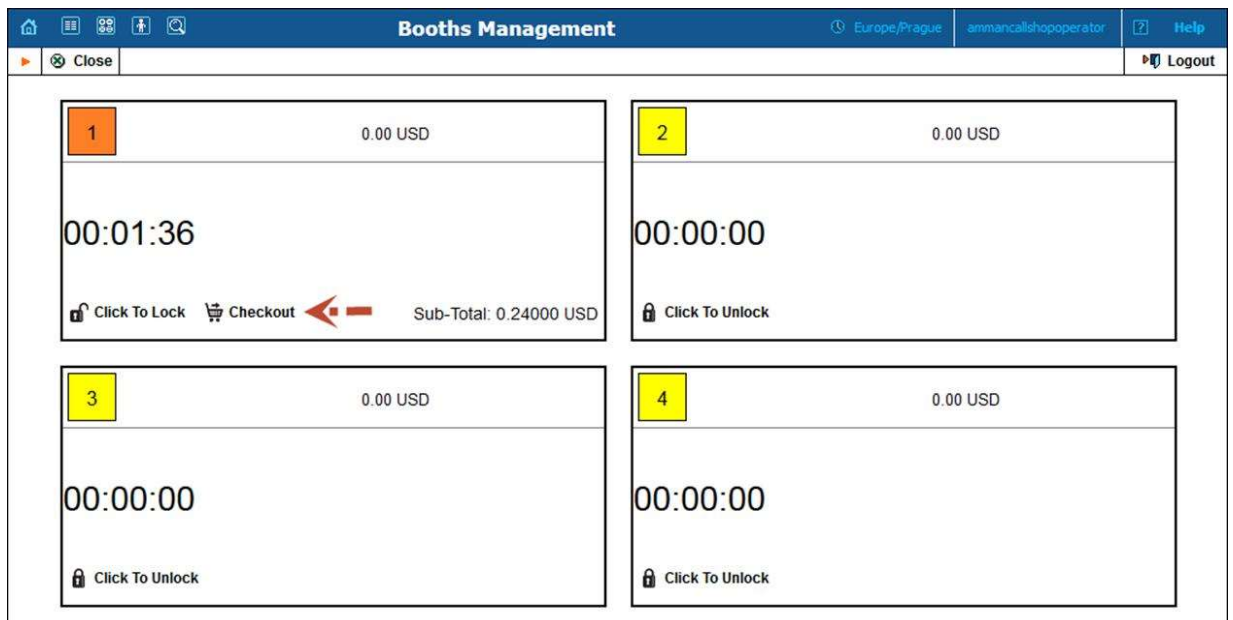 Booths Management
Europe/Prague
ammancallshopoperator
? Help
Close
Logout
1 0.00 USD
00:01:36
Click To Lock Checkout Sub-Total: 0.24000 USD
2 0.00 USD
00:00:00
Click To Unlock
3 0.00 USD
00:00:00
Click To Unlock
4 0.00 USD
00:00:00
Click To Unlock